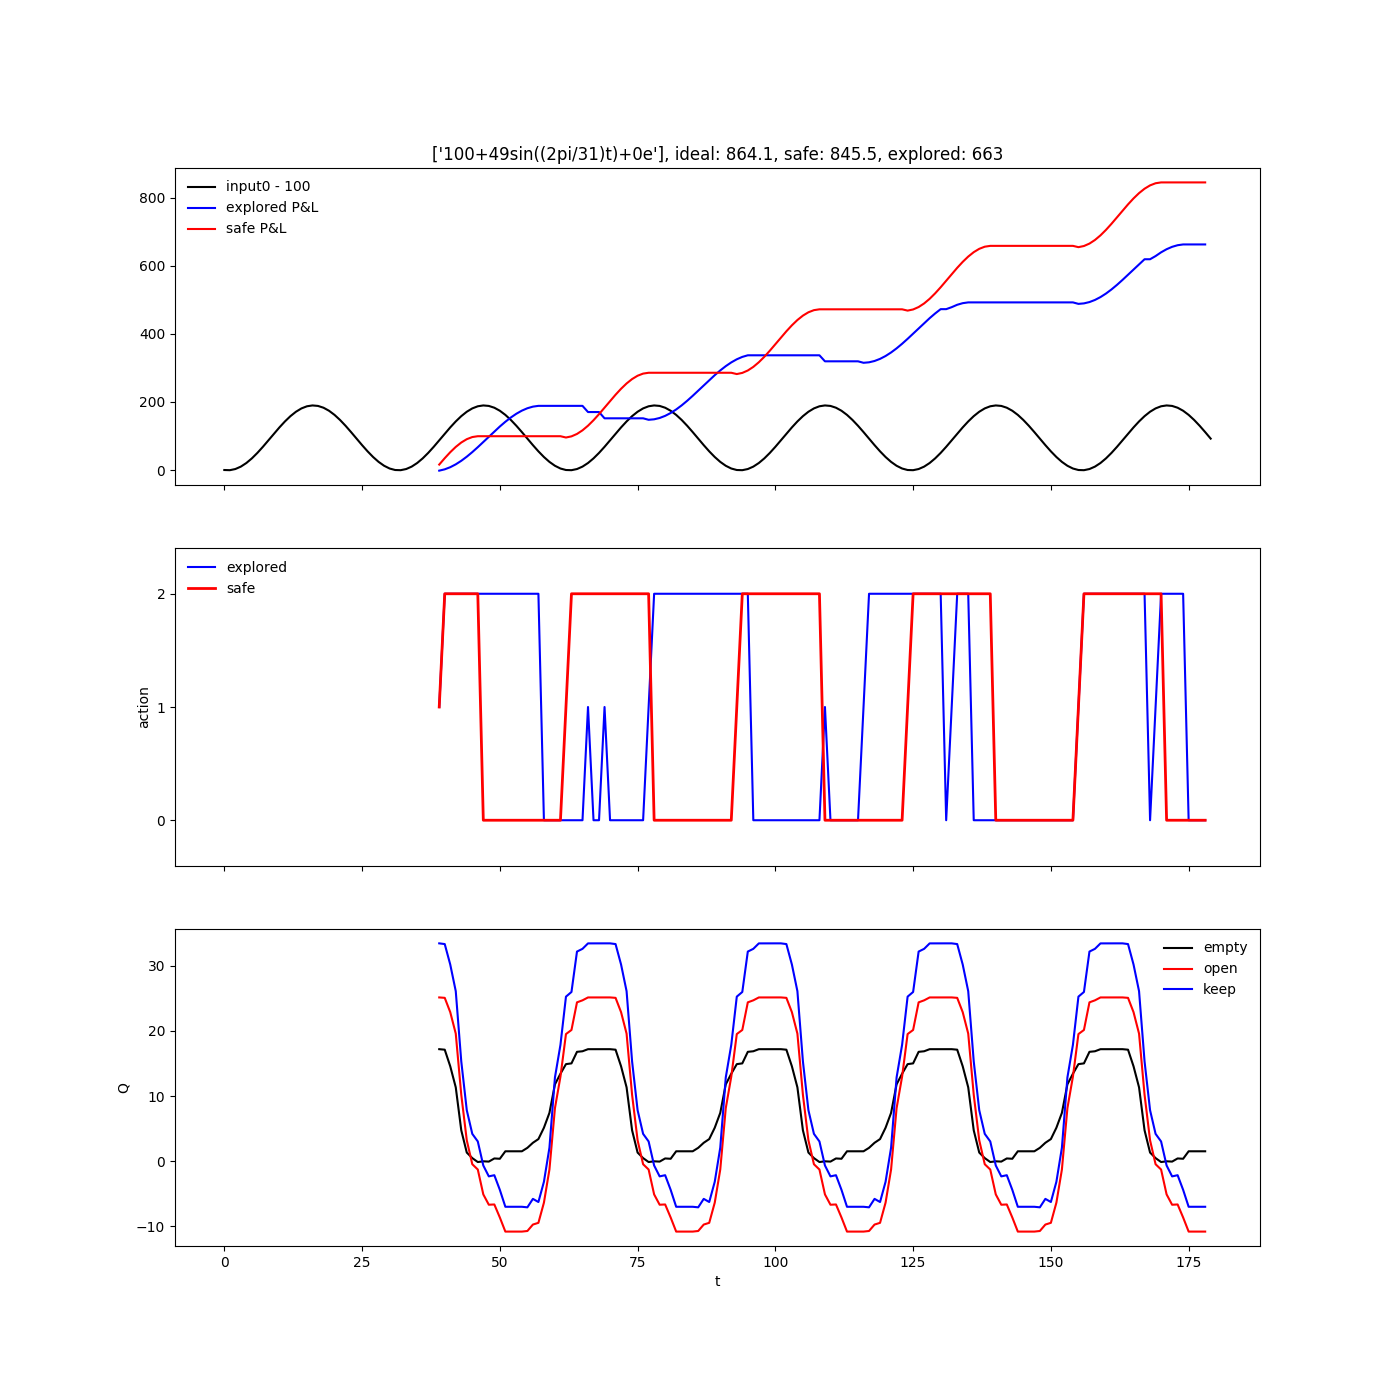 ['100+49sin((2pi/31)t)+0e'], ideal: 864.1, safe: 845.5, explored: 663
input0 - 100
explored P&L
safe P&L
800
600
400
200
0
explored
safe
2
1
0
action
empty
open
keep
30
20
10
0
−10
Q
0 25 50 75 100 125 150 175
t